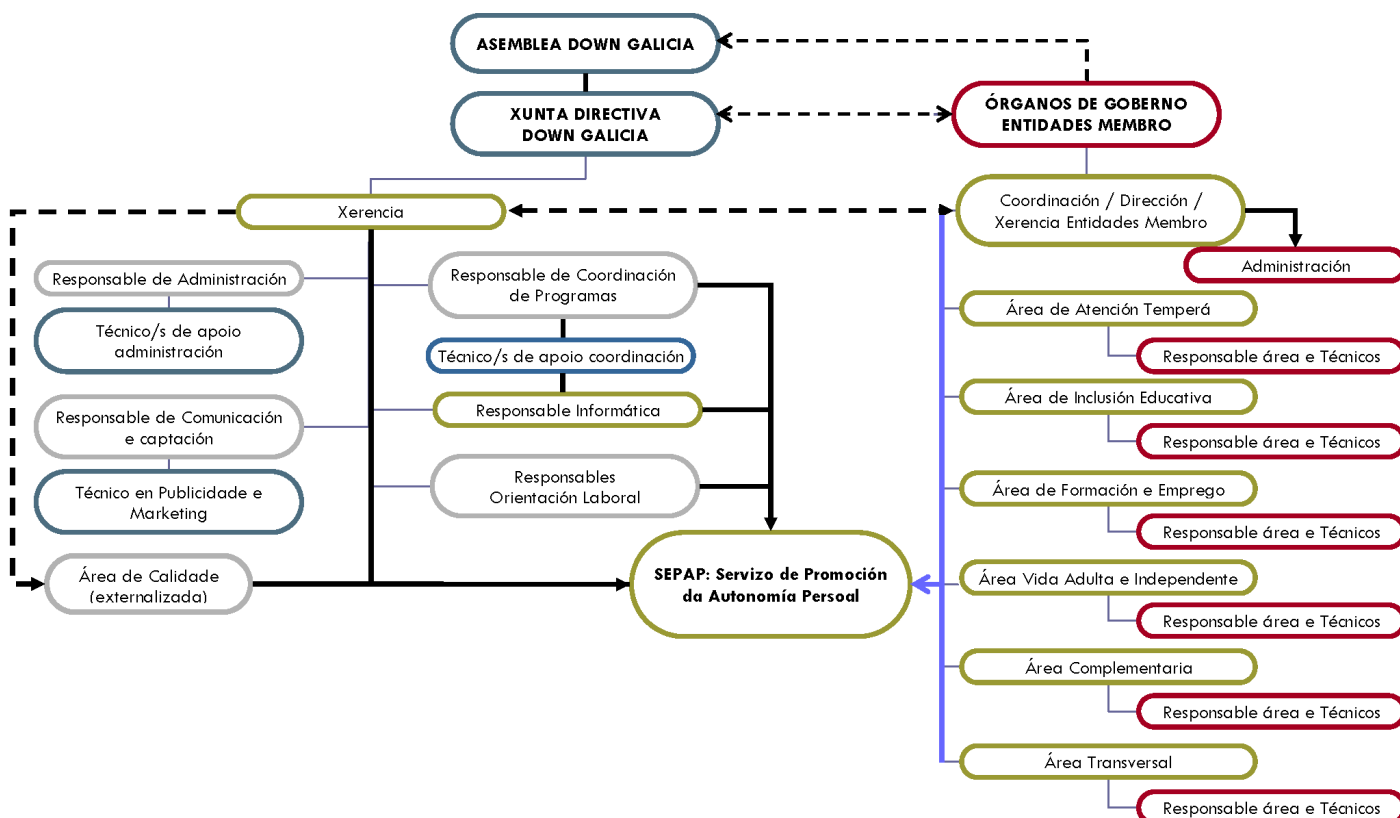 ASEMBLEA DOWN GALICIA
XUNTA DIRECTIVA
DOWN GALICIA
ÓRGANOS DE GOBERNO
ENTIDADES MEMBRO
Xerencia
Coordinación / Dirección /
Xerencia Entidades Membro
Administración
Responsable de Administración
Técnico/s de apoio
administración
Responsable de Comunicación
e captación
Técnico en Publicidade e
Marketing
Área de Calidade
(externalizada)
Responsable de Coordinación
de Programas
Ténico/s de apoio coordinación
Responsable Informática
Responsables
Orientación Laboral
SEPAP: Servizo de Promoción
da Autonomía Persoal
Área de Atención Temperá
Responsable área e Técnicos
Área de Inclusión Educativa
Responsable área e Técnicos
Área de Formación e Emprego
Responsable área e Técnicos
Área Vida Adulta e Independente
Responsable área e Técnicos
Área Complementaria
Responsable área e Técnicos
Área Transversal
Responsable área e Técnicos